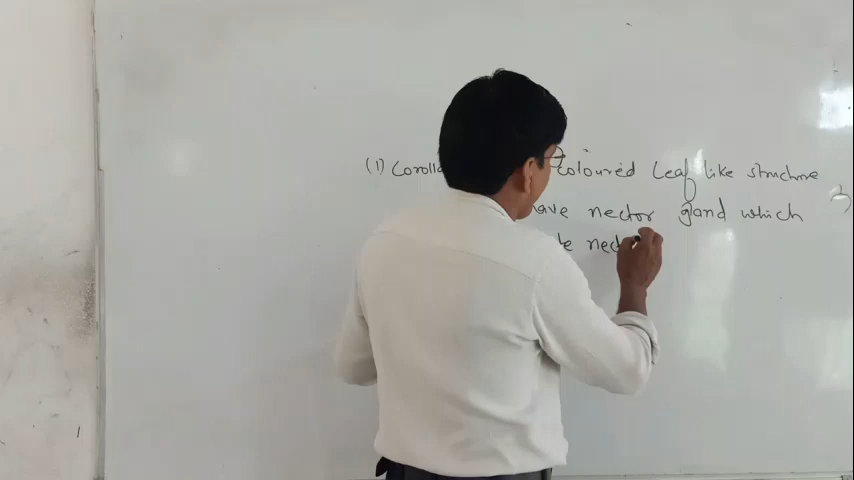 (1) Corolla coloured leaf like structure
have nector gland which
te nect